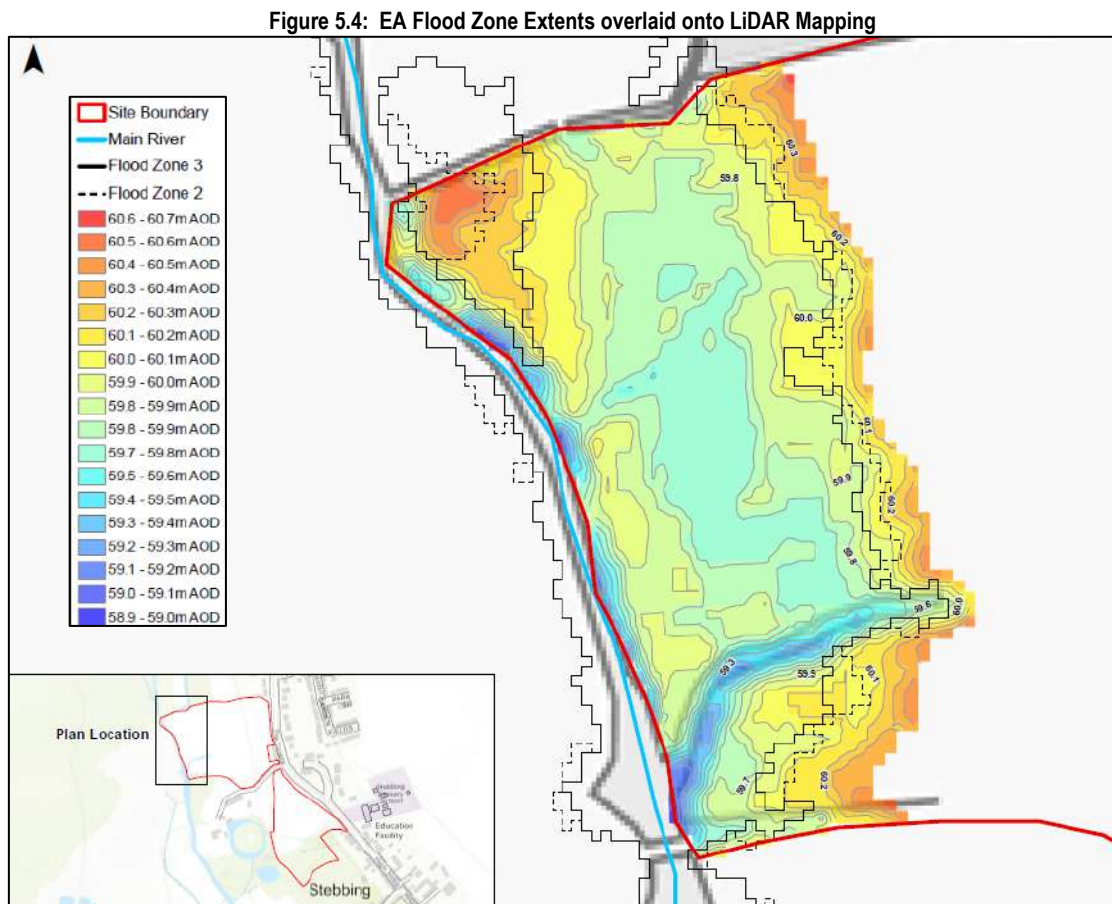 Figure 5.4: EA Flood Zone Extents overlaid onto LiDAR Mapping
Site Boundary
Main River
Flood Zone 3
Flood Zone 2
60.6 - 60.7m AOD
60.5 - 60.6m AOD
60.4 - 60.5m AOD
60.3 - 60.4m AOD
60.2 - 60.3m AOD
60.1 - 60.2m AOD
60.0 - 60.1m AOD
59.9 - 60.0m AOD
59.8 - 59.9m AOD
59.8 - 59.9m AOD
59.7 - 59.8m AOD
59.5 - 59.6m AOD
59.4 - 59.5m AOD
59.3 - 59.4m AOD
59.2 - 59.3m AOD
59.1 - 59.2m AOD
59.0 - 59.1m AOD
58.9 - 59.0m AOD
60.3
59.8
60.2
60.0
60.1
59.9
60.2
59.8
59.6
60.0
59.3
59.9
60.1
59.7
60.2
Plan Location
Primary
School
Education
Facility
Stebbing